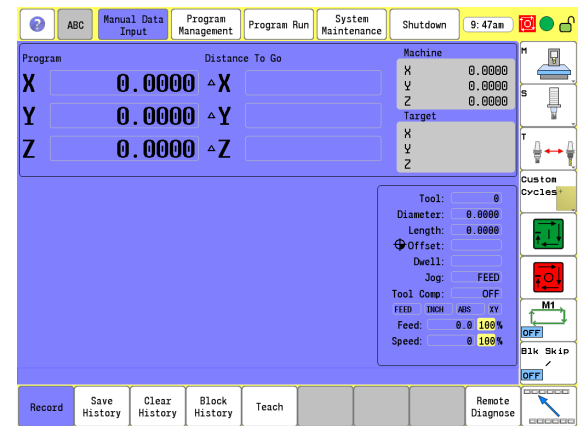 ?
ABC
Manual Data Input
Program Management
Program Run
System Maintenance
Shutdown
9:47am
Program
Distance To Go
X 0.0000 △X
Y 0.0000 △Y
Z 0.0000 △Z
Machine
X 0.0000
Y 0.0000
Z 0.0000
Target
X
Y
Z
Tool: 0
Diameter: 0.0000
Length: 0.0000
Offset:
Dwell:
Jog: FEED
Tool Comp: OFF
FEED INCH ABS XY
Feed: 0.0 100%
Speed: 0 100%
M
S
T
Custom
Cycles
M1
OFF
Blk Skip
/
OFF
Record
Save
History
Clear
History
Block
History
Teach
Remote
Diagnose